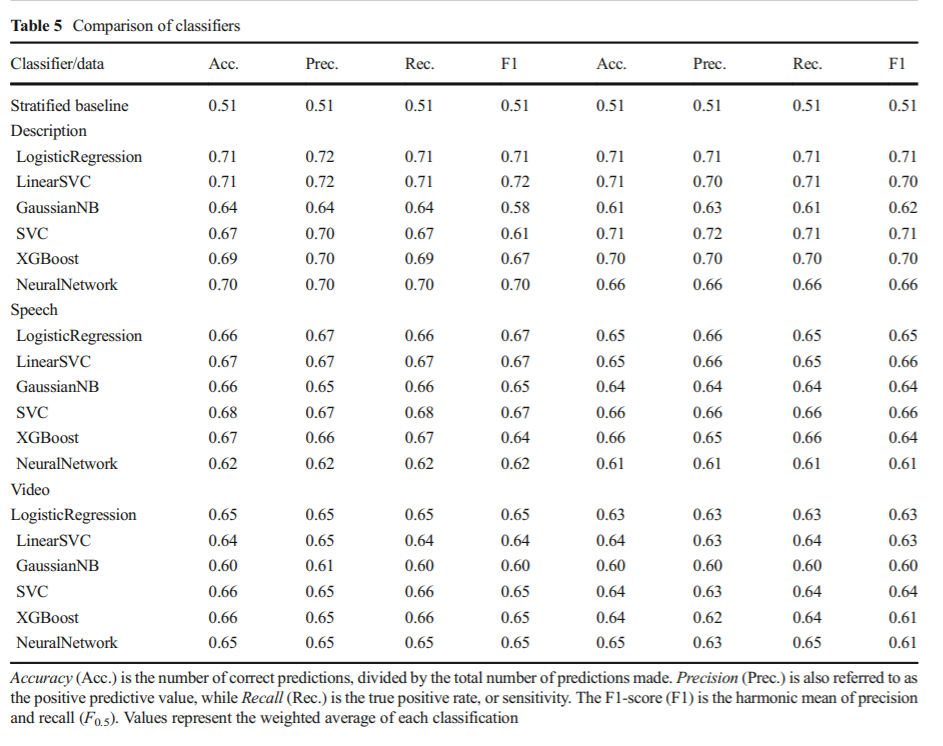 Table 5 Comparison of classifiers
Classifier/data Acc. Prec. Rec. F1 Acc. Prec. Rec. F1
Stratified baseline 0.51 0.51 0.51 0.51 0.51 0.51 0.51 0.51
Description
LogisticRegression 0.71 0.72 0.71 0.71 0.71 0.71 0.71 0.71
LinearSVC 0.71 0.72 0.71 0.72 0.71 0.70 0.71 0.70
GaussianNB 0.64 0.64 0.64 0.58 0.61 0.63 0.61 0.62
SVC 0.67 0.70 0.67 0.61 0.71 0.72 0.71 0.71
XGBoost 0.69 0.70 0.69 0.67 0.70 0.70 0.70 0.70
NeuralNetwork 0.70 0.70 0.70 0.70 0.66 0.66 0.66 0.66
Speech
LogisticRegression 0.66 0.67 0.66 0.67 0.65 0.66 0.65 0.65
LinearSVC 0.67 0.67 0.67 0.67 0.65 0.66 0.65 0.66
GaussianNB 0.66 0.65 0.66 0.65 0.64 0.64 0.64 0.64
SVC 0.68 0.67 0.68 0.67 0.66 0.66 0.66 0.66
XGBoost 0.67 0.66 0.67 0.64 0.66 0.65 0.66 0.64
NeuralNetwork 0.62 0.62 0.62 0.62 0.61 0.61 0.61 0.61
Video
LogisticRegression 0.65 0.65 0.65 0.65 0.63 0.63 0.63 0.63
LinearSVC 0.64 0.65 0.64 0.64 0.64 0.63 0.64 0.63
GaussianNB 0.60 0.61 0.60 0.60 0.60 0.60 0.60 0.60
SVC 0.66 0.65 0.66 0.65 0.64 0.63 0.64 0.64
XGBoost 0.66 0.65 0.66 0.65 0.64 0.62 0.64 0.61
NeuralNetwork 0.65 0.65 0.65 0.65 0.65 0.63 0.65 0.61
Accuracy (Acc.) is the number of correct predictions, divided by the total number of predictions made. Precision (Prec.) is also referred to as
the positive predictive value, while Recall (Rec.) is the true positive rate, or sensitivity. The F1-score (F1) is the harmonic mean of precision
and recall (F0.5). Values represent the weighted average of each classification